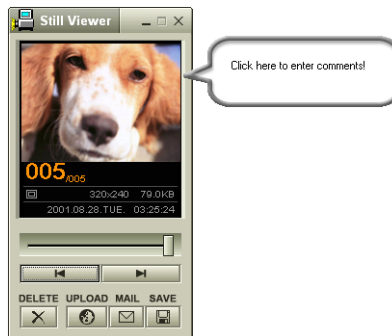 Still Viewer
Click here to enter comments!
005/005
320x240 79.0KB
2001.08.28.TUE. 03:25:24
DELETE UPLOAD MAIL SAVE